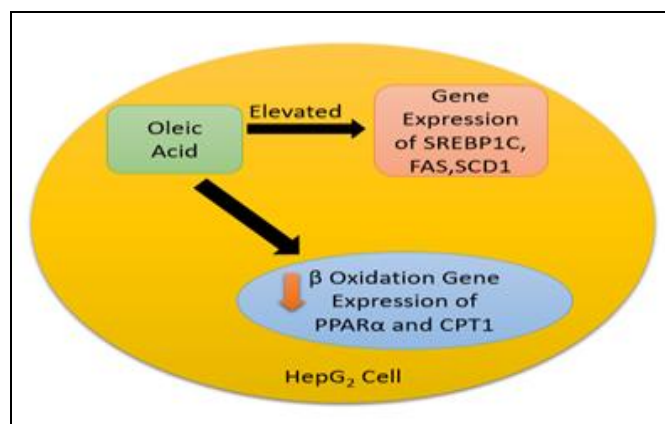 Oleic
Acid
Elevated
Gene
Expression
of SREBP1C,
FAS,SCD1
β Oxidation Gene
Expression of
PPARα and CPT1
HepG₂ Cell